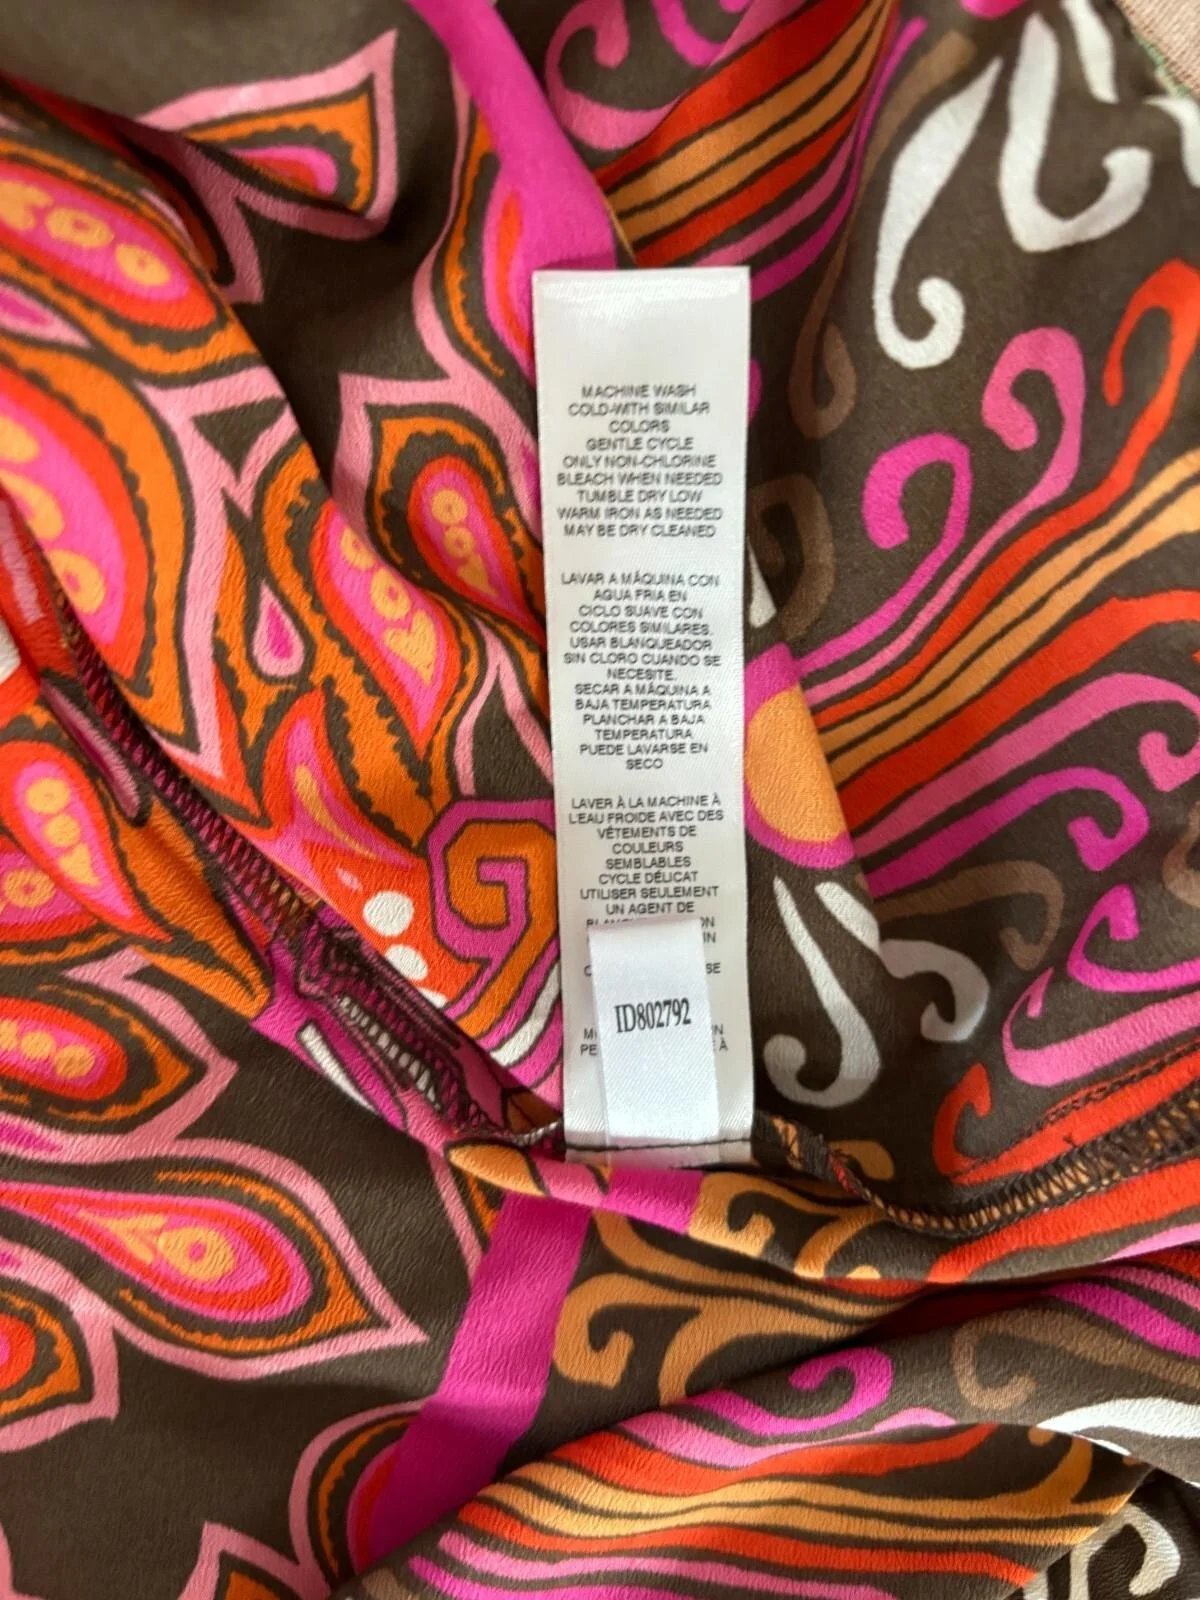 MACHINE WASH
COLD-WITH SIMILAR
COLORS
GENTLE CYCLE
ONLY NON-CHLORINE
BLEACH WHEN NEEDED
TUMBLE DRY LOW
WARM IRON AS NEEDED
MAY BE DRY CLEANED
LAVAR A MÁQUINA CON
AGUA FRIA EN
CICLO SUAVE CON
COLORES SIMILARES.
USAR BLANQUEADOR
SIN CLORO CUANDO SE
NECESITE.
SECAR A MÁQUINA A
BAJA TEMPERATURA
PLANCHAR A BAJA
TEMPERATURA
PUEDE LAVARSE EN
SECO
LAVER À LA MACHINE À
L'EAU FROIDE AVEC DES
VÊTEMENTS DE
COULEURS
SEMBLABLES
CYCLE DÉLICAT
UTILISER SEULEMENT
UN AGENT DE
ID802792